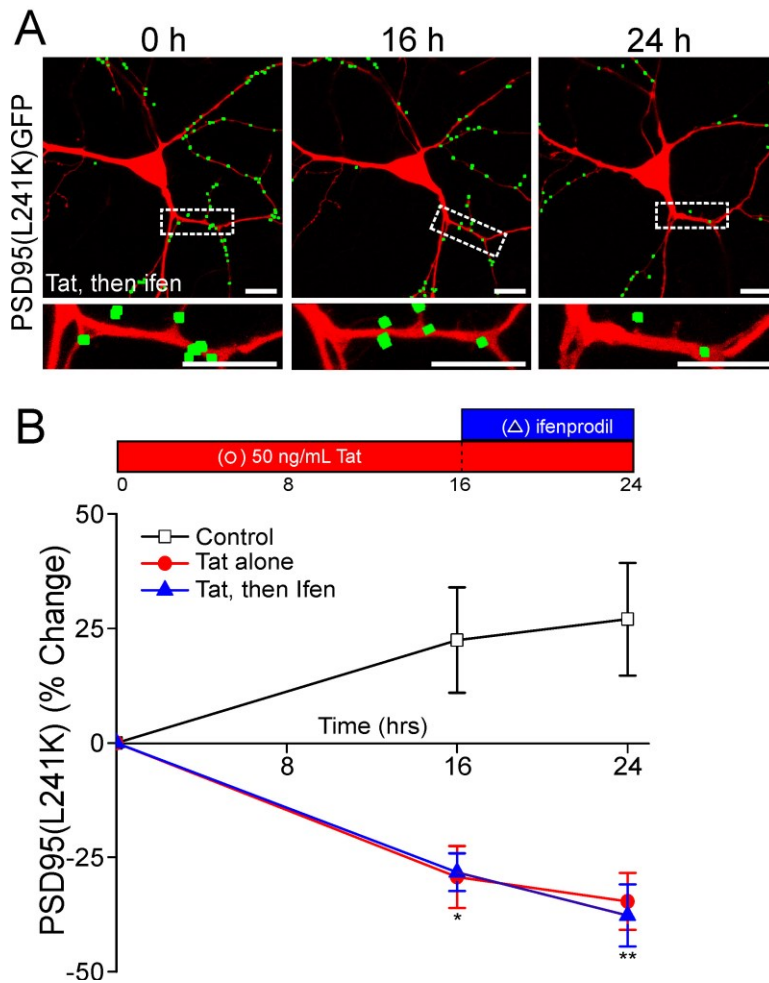 A
0 h
16 h
24 h
PSD95(L241K)GFP
Tat, then ifen
B
(△) ifenprodil
(○) 50 ng/mL Tat
0
8
16
24
50
25
0
-25
-50
PSD95(L241K) (% Change)
Control
Tat alone
Tat, then Ifen
Time (hrs)
8
16
24
*
**